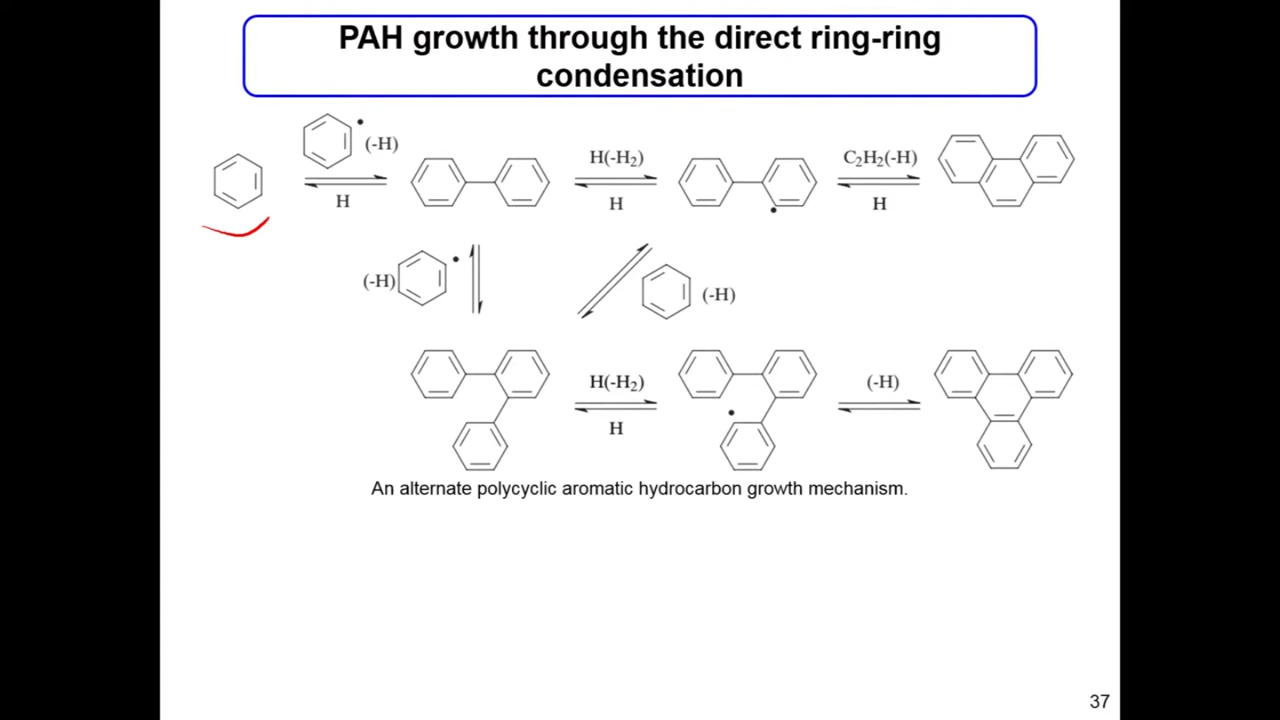 PAH growth through the direct ring-ring
condensation
(-H)
H
H(-H₂)
H
C₂H₂(-H)
H
(-H)
(-H)
H(-H₂)
H
(-H)
An alternate polycyclic aromatic hydrocarbon growth mechanism.
37